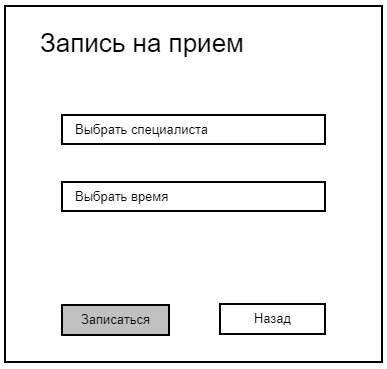 Запись на прием
Выбрать специалиста
Выбрать время
Записаться
Назад